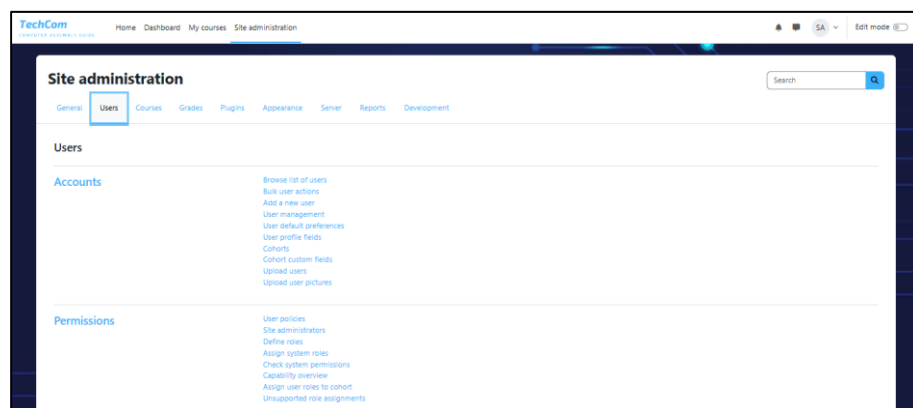 TechCom
COMPUTER ASSEMBLY GUIDE
Home Dashboard My courses Site administration
SA
Edit mode
Site administration
Search
General Users Courses Grades Plugins Appearance Server Reports Development
Users
Accounts
Browse list of users
Bulk user actions
Add a new user
User management
User default preferences
User profile fields
Cohorts
Cohort custom fields
Upload users
Upload user pictures
Permissions
User policies
Site administrators
Define roles
Assign system roles
Check system permissions
Capability overview
Assign user roles to cohort
Unsupported role assignments